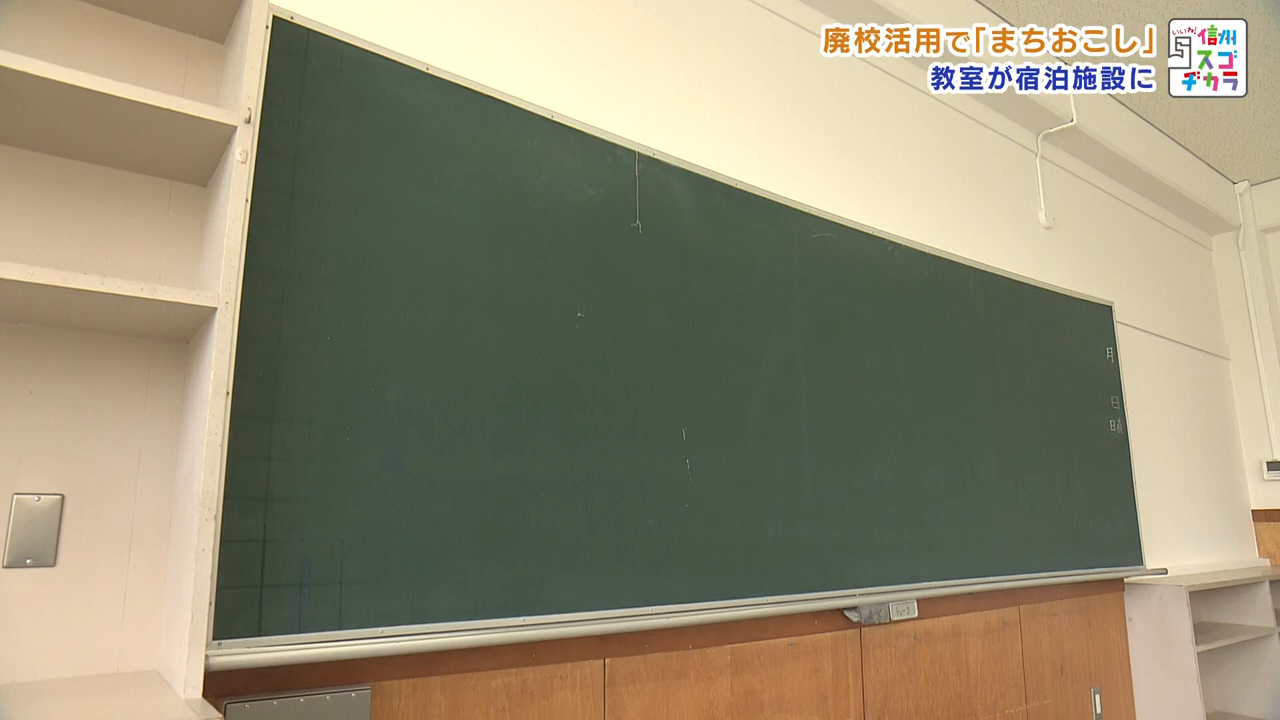 廃校活用で「まちおこし」
教室が宿泊施設に
いいね!
信州
スゴ
ヂカラ
月
日